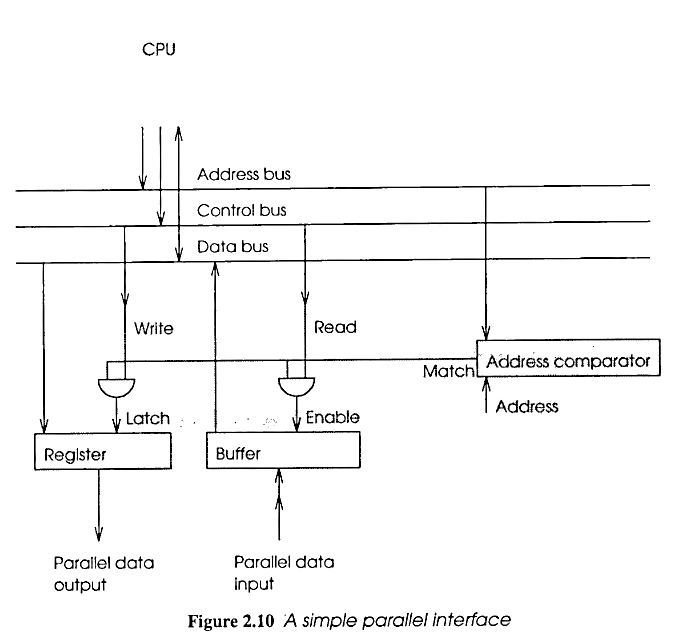 CPU
Address bus
Control bus
Data bus
Write
Read
Match
Address comparator
Address
Latch
Enable
Register
Buffer
Parallel data
output
Parallel data
input
Figure 2.10 A simple parallel interface